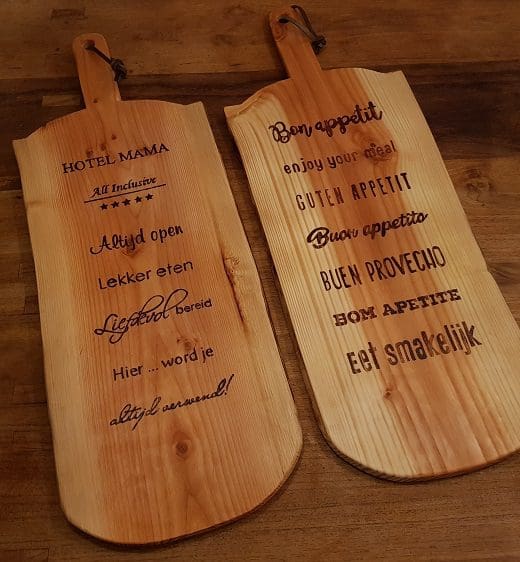 HOTEL MAMA
All Inclusive
★★★★★
Altijd open
Lekker eten
Liefdevol bereid
Hier ... word je
altijd verwend!
Bon appetit
enjoy your meal
GUTEN APPETIT
Buon appetito
BUEN PROVECHO
BOM APETITE
Eet smakelijk